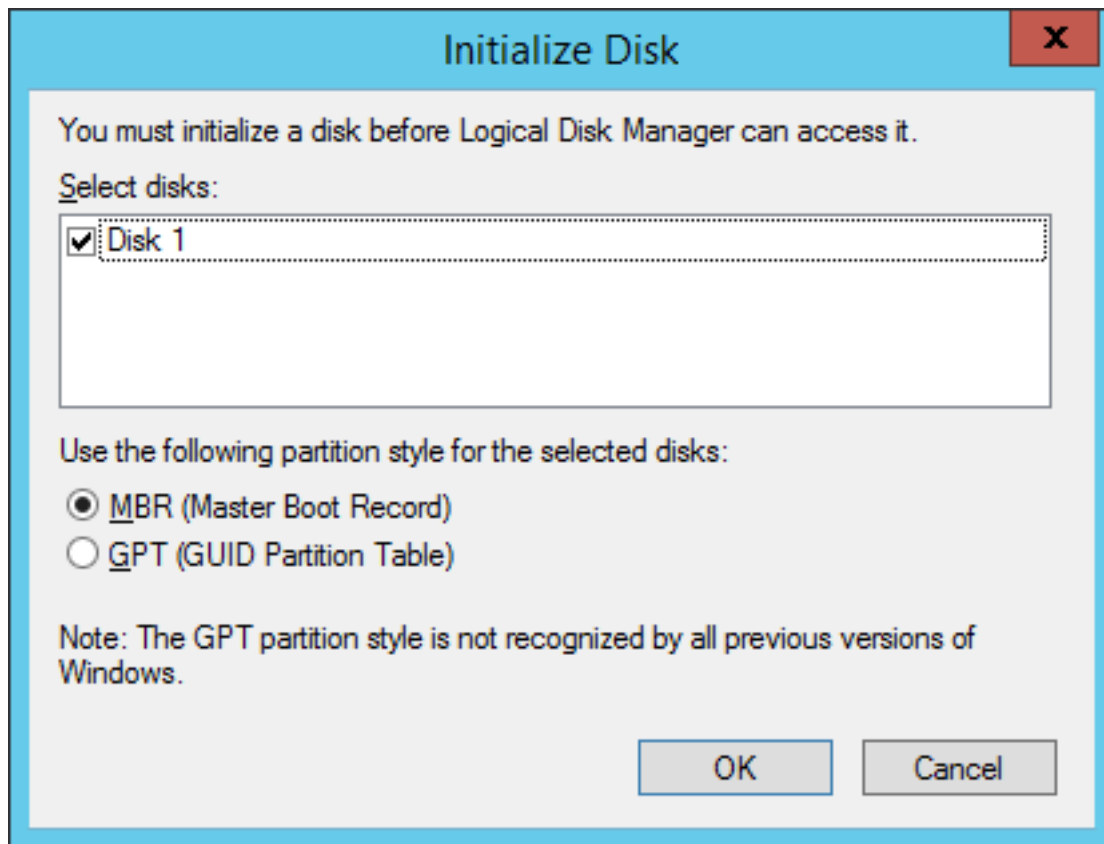 Initialize Disk
x
You must initialize a disk before Logical Disk Manager can access it.
Select disks:
Disk 1
Use the following partition style for the selected disks:
MBR (Master Boot Record)
GPT (GUID Partition Table)
Note: The GPT partition style is not recognized by all previous versions of
Windows.
OK Cancel